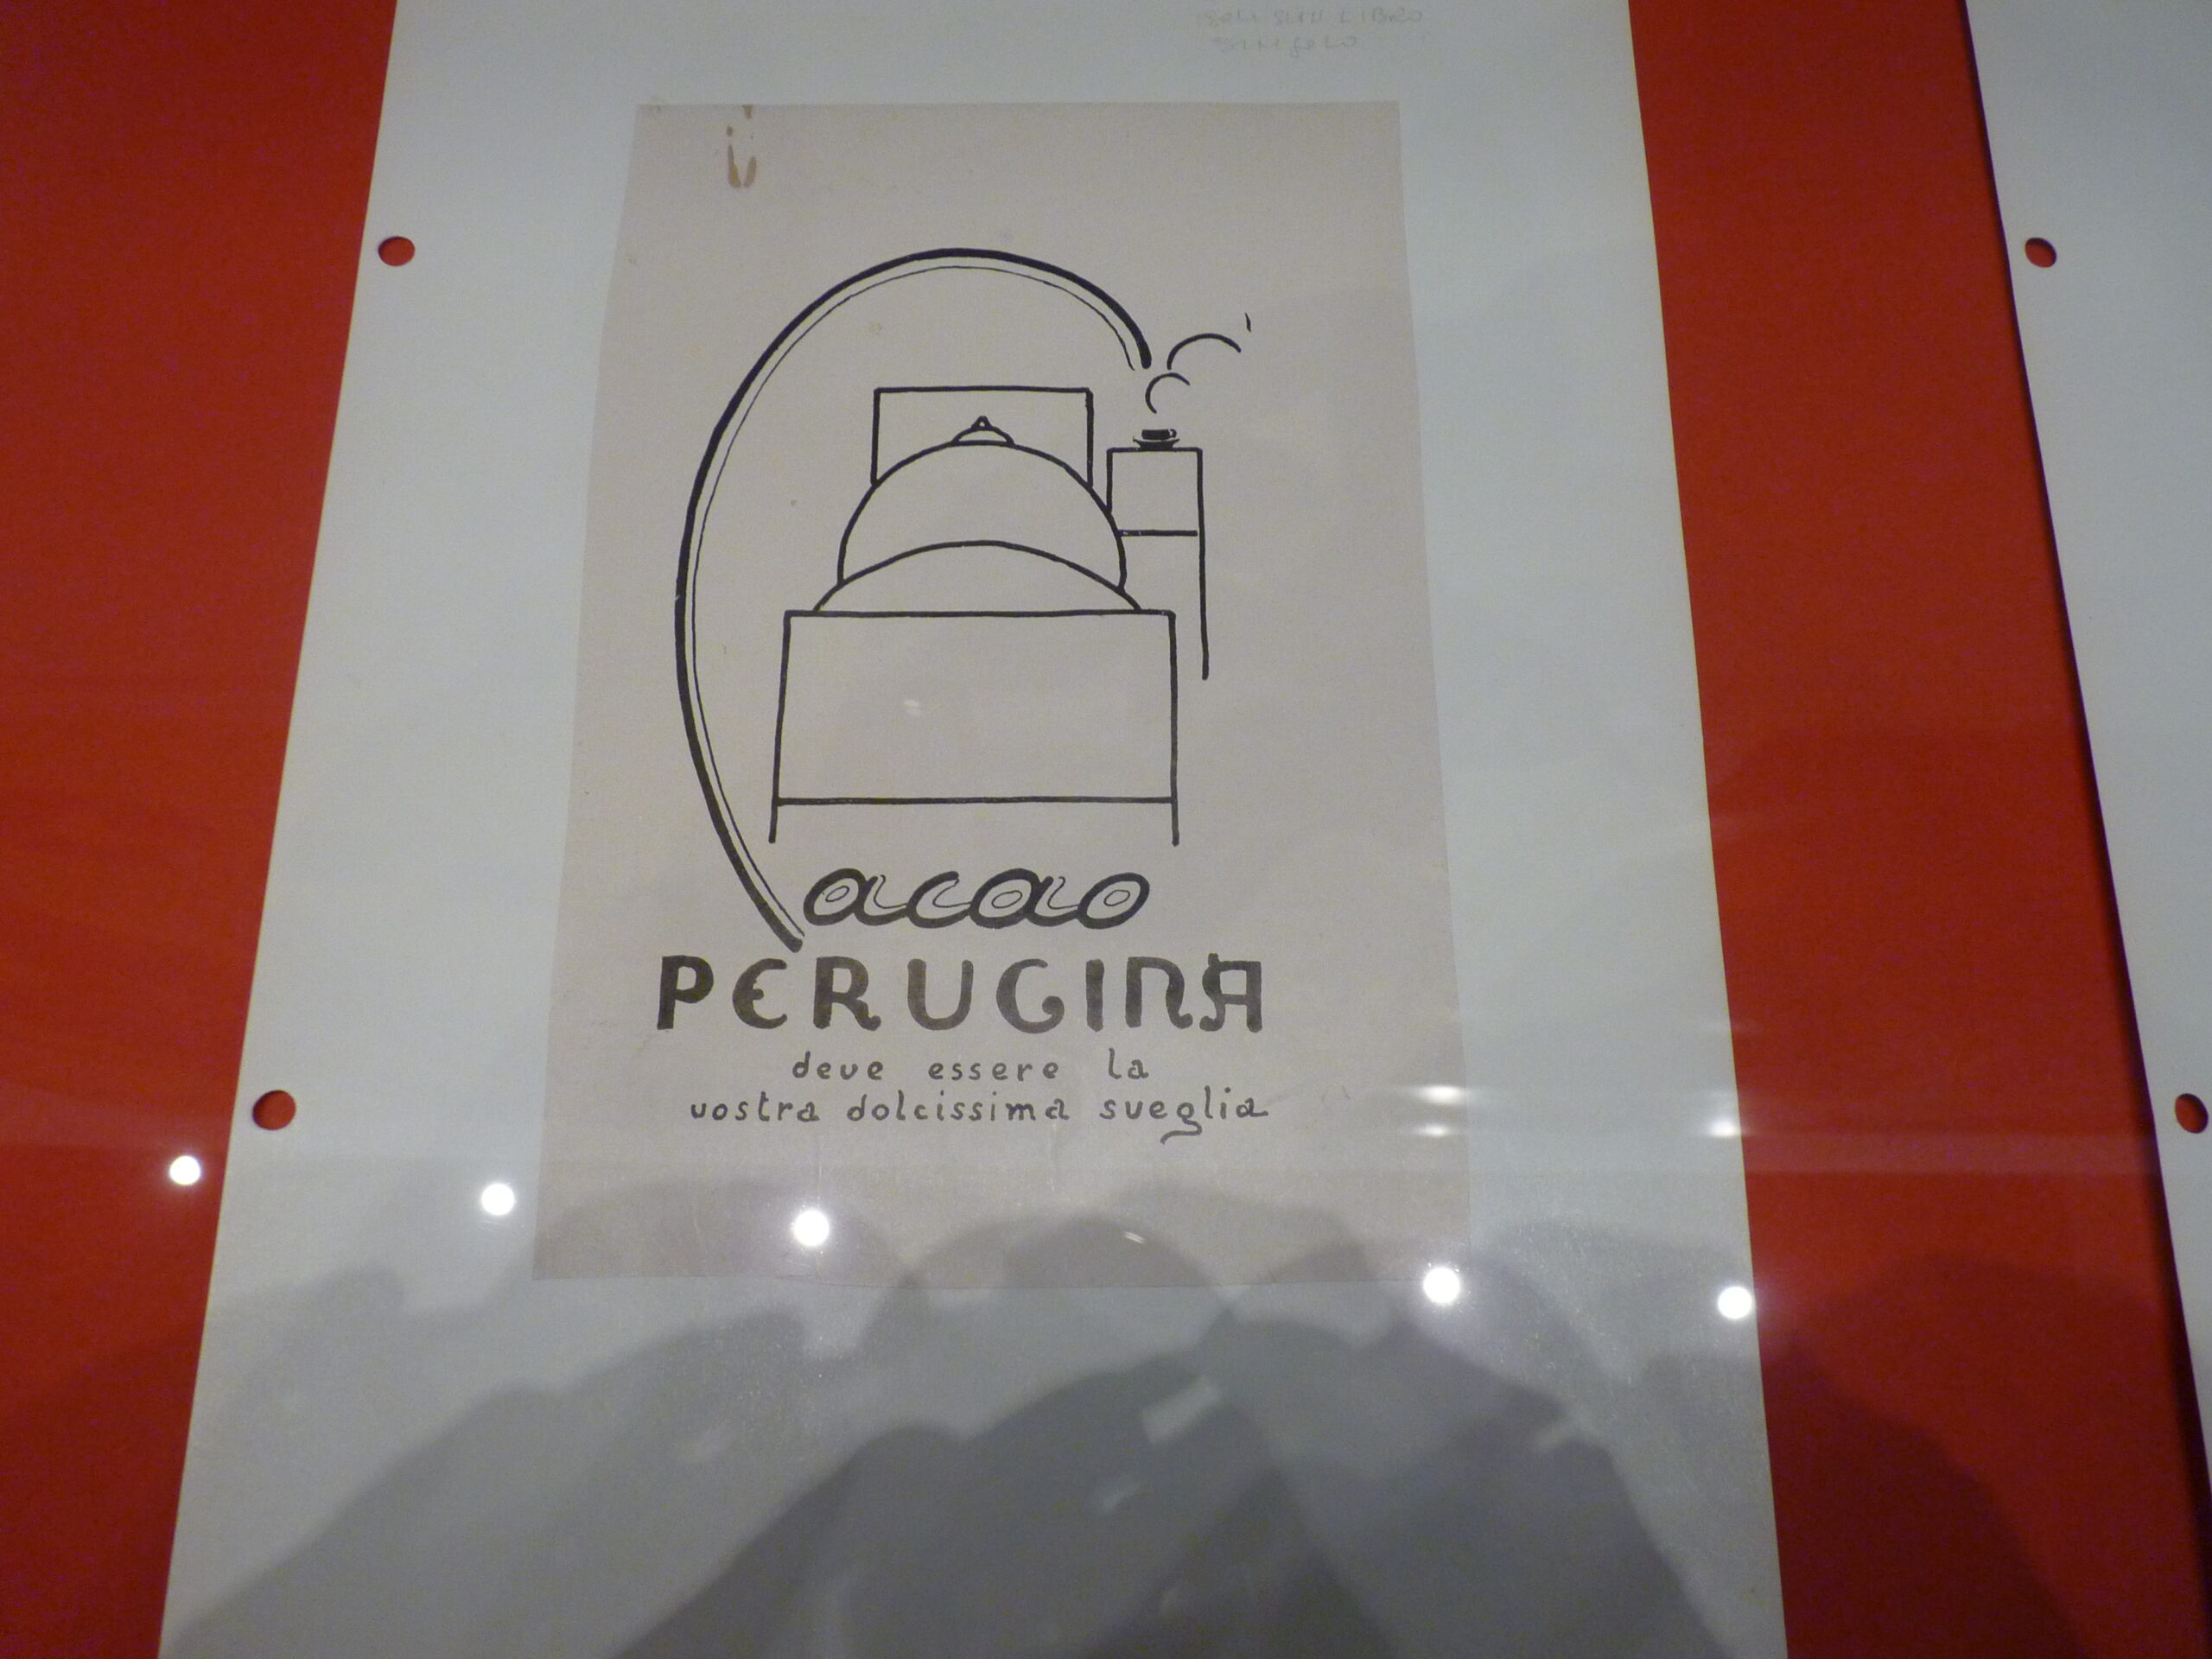 Cacao
PERUGINA
deve essere la
vostra dolcissima sveglia